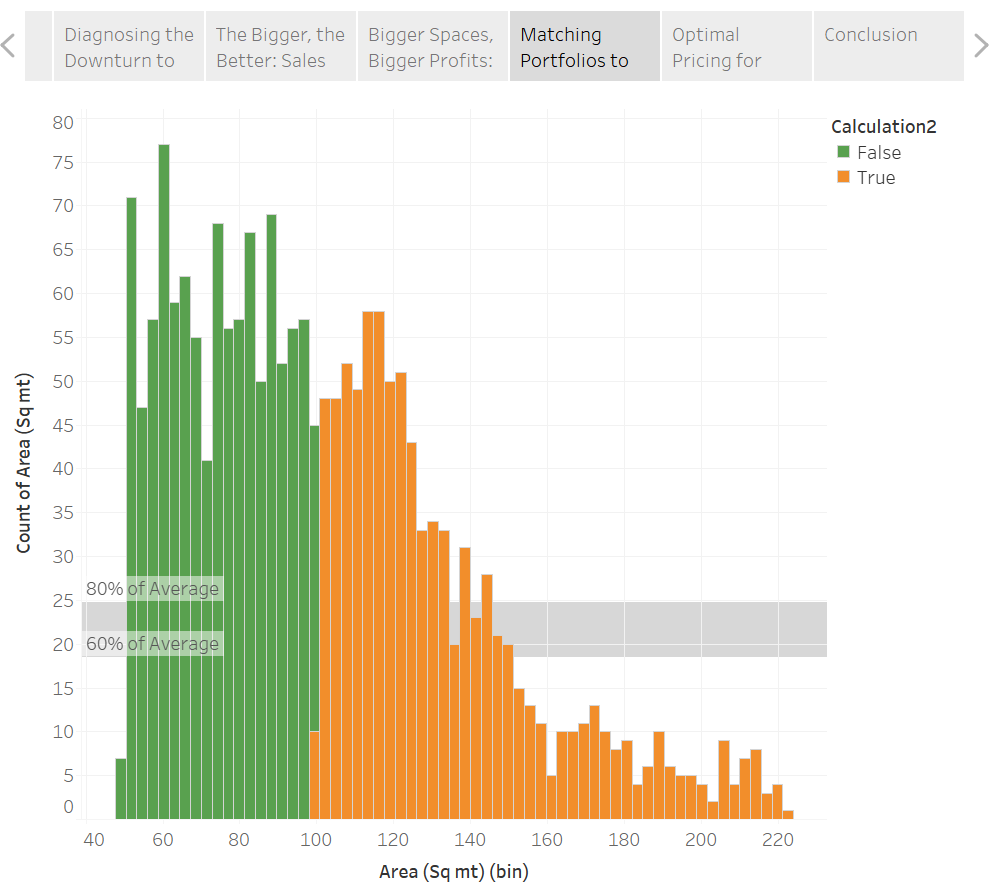 Diagnosing the
Downturn to
The Bigger, the
Better: Sales
Bigger Spaces,
Bigger Profits:
Matching
Portfolios to
Optimal
Pricing for
Conclusion
Calculation2
False
True
80
75
70
65
60
55
50
45
40
35
30
25
20
15
10
5
0
Count of Area (Sq mt)
80% of Average
60% of Average
40 60 80 100 120 140 160 180 200 220
Area (Sq mt) (bin)